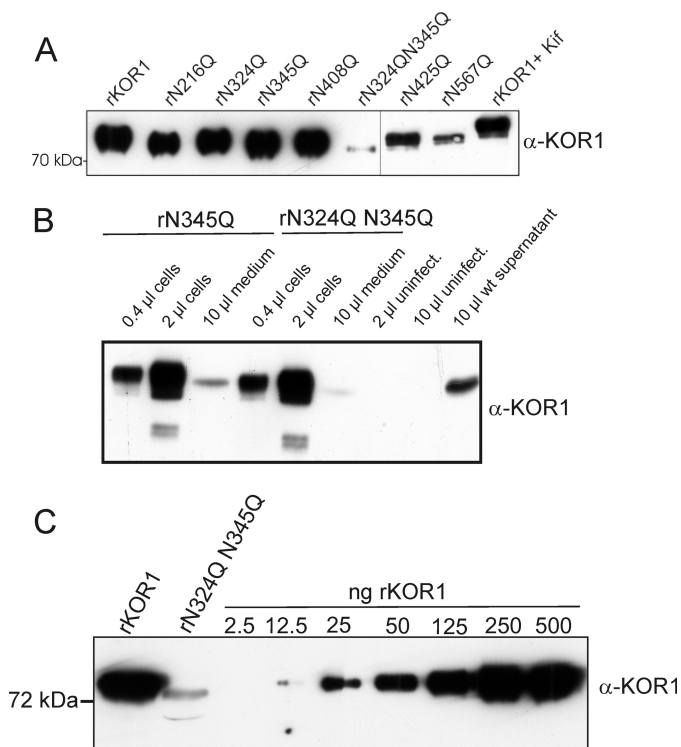 A
rKOR1
rN216Q
rN324Q
rN345Q
rN408Q
rN324QN345Q
rN425Q
rN567Q
rKOR1+ Kif
70 kDa-
α-KOR1
B
rN345Q
rN324Q N345Q
0.4 µl cells
2 µl cells
10 µl medium
0.4 µl cells
2 µl cells
10 µl medium
2 µl uninfect.
10 µl uninfect.
10 µl wt supernatant
α-KOR1
C
rKOR1
rN324Q N345Q
ng rKOR1
2.5 12.5 25 50 125 250 500
72 kDa
α-KOR1